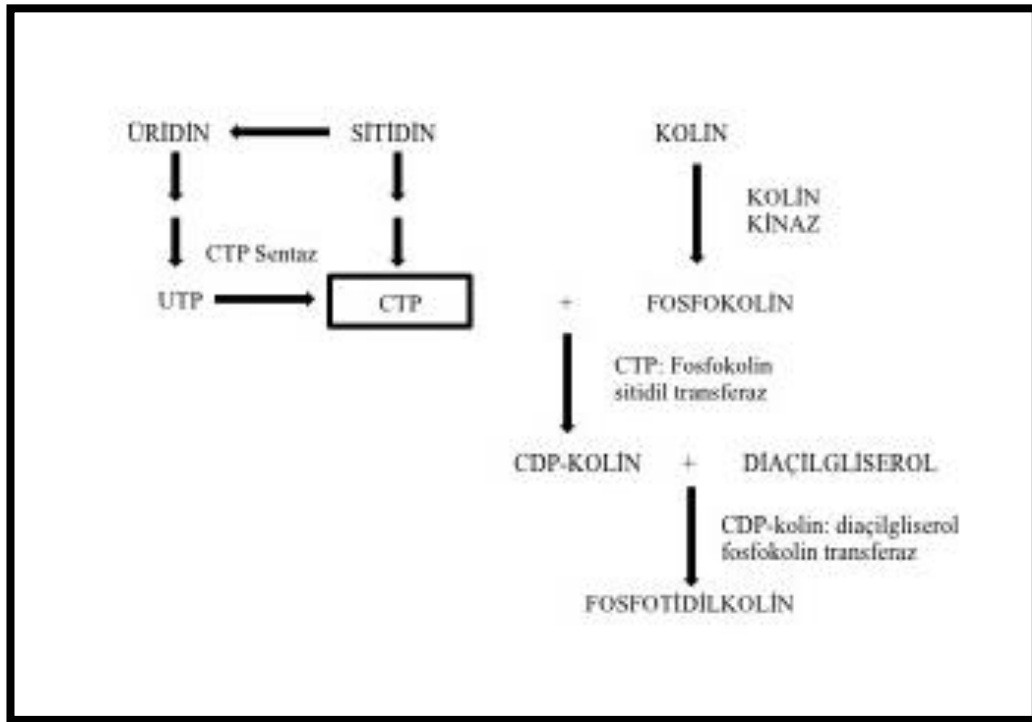 ÜRİDİN
SİTİDİN
KOLİN
KOLİN
KİNAZ
CTP Sentaz
UTP
CTP
+
FOSFOKOLİN
CTP: Fosfokolin
sitidil transferaz
CDP-KOLİN + DİAÇİLGLİSEROL
CDP-kolin: diaçilgliserol
fosfokolin transferaz
FOSFOTİDİLKOLİN